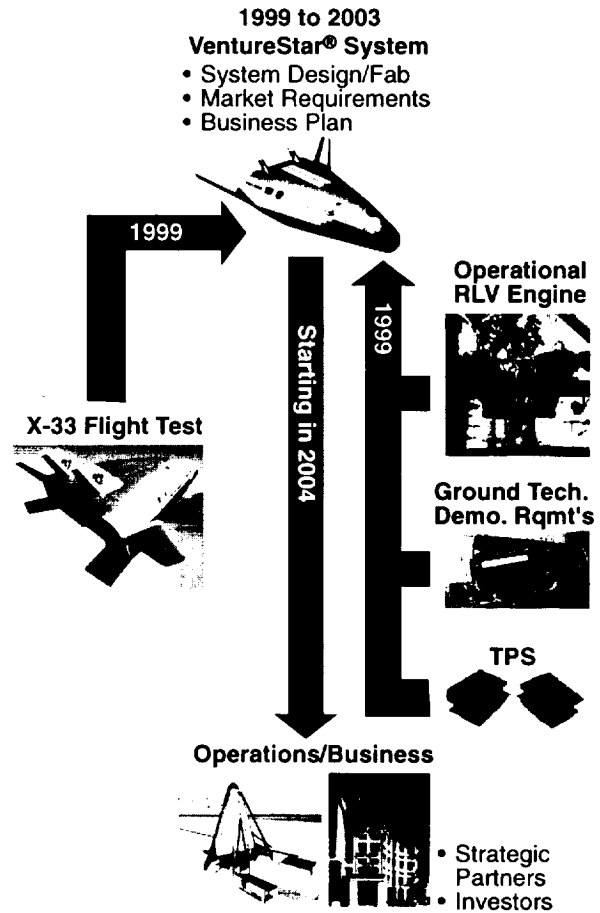 1999 to 2003
VentureStar® System
• System Design/Fab
• Market Requirements
• Business Plan
1999
Operational
RLV Engine
1999
Starting in 2004
X-33 Flight Test
Ground Tech.
Demo. Rqmt's
TPS
Operations/Business
• Strategic
Partners
• Investors